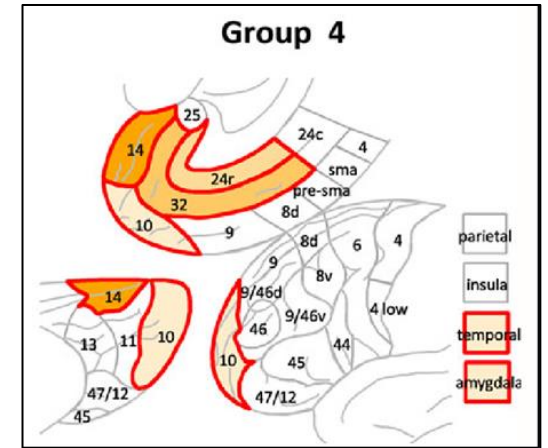 Group 4
25
14
24c
4
24r
sma
32
pre-sma
8d
10
9
8d
6
4
parietal
9
8v
insula
9/46d
14
9/46v
4 low
temporal
46
13
11
10
10
44
45
amygdala
47/12
47/12
45